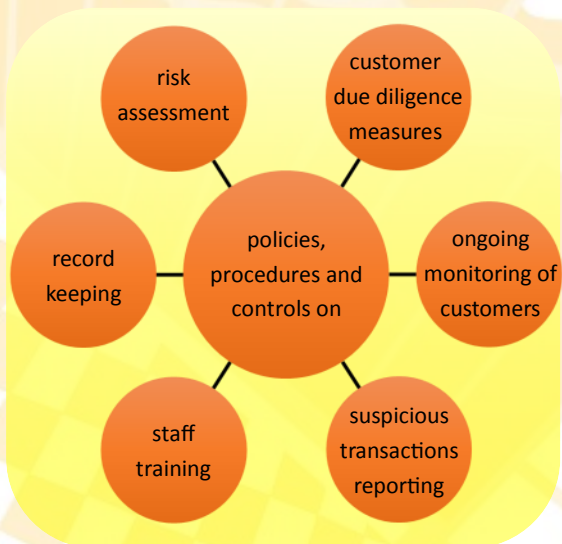 risk
assessment
customer
due diligence
measures
record
keeping
policies,
procedures and
controls on
ongoing
monitoring of
customers
staff
training
suspicious
transactions
reporting